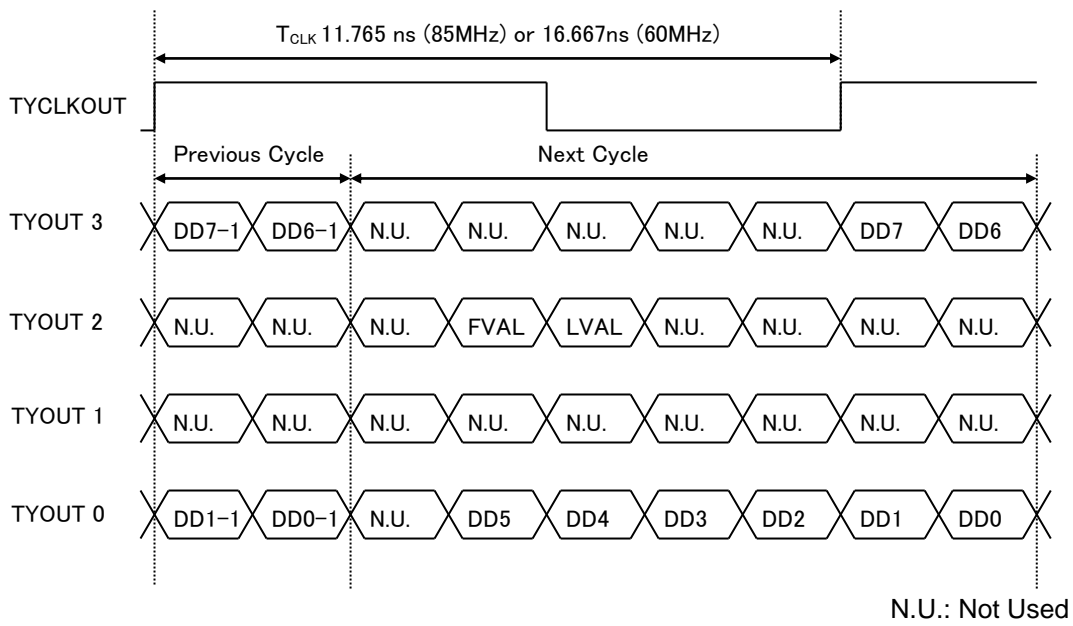 T_CLK 11.765 ns (85MHz) or 16.667ns (60MHz)
TYCLKOUT
Previous Cycle Next Cycle
TYOUT 3 DD7-1 DD6-1 N.U. N.U. N.U. N.U. N.U. DD7 DD6
TYOUT 2 N.U. N.U. N.U. FVAL LVAL N.U. N.U. N.U. N.U.
TYOUT 1 N.U. N.U. N.U. N.U. N.U. N.U. N.U. N.U. N.U.
TYOUT 0 DD1-1 DD0-1 N.U. DD5 DD4 DD3 DD2 DD1 DD0
N.U.: Not Used